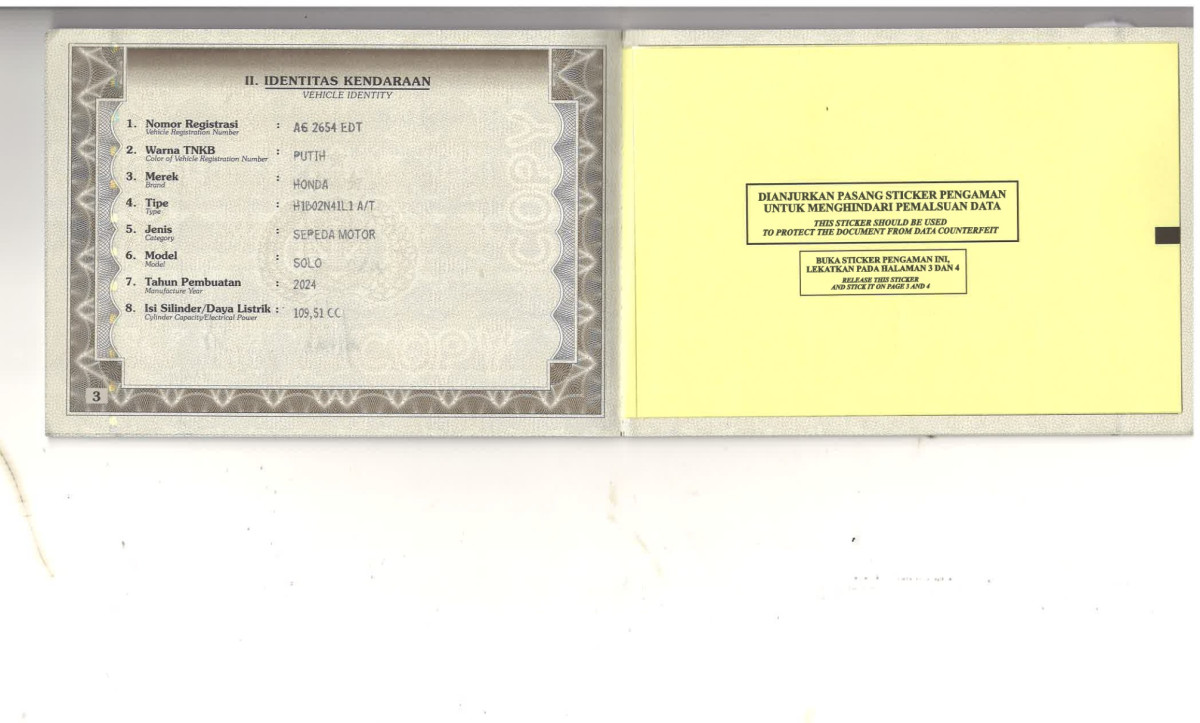 II. IDENTITAS KENDARAAN
VEHICLE IDENTITY
1. Nomor Registrasi : AG 2654 EDT
Vehicle Registration Number
2. Warna TNKB : PUTIH
Color of Vehicle Registration Number
3. Merek : HONDA
Brand
4. Tipe : H1B02N41L1 A/T
Type
5. Jenis : SEPEDA MOTOR
Category
6. Model : SOLO
Model
7. Tahun Pembuatan : 2024
Manufacture Year
8. Isi Silinder/Daya Listrik : 109,51 CC
Cylinder Capacity/Electrical Power
COPY
COPY
3
DIANJURKAN PASANG STICKER PENGAMAN
UNTUK MENGHINDARI PEMALSUAN DATA
THIS STICKER SHOULD BE USED
TO PROTECT THE DOCUMENT FROM DATA COUNTERFEIT
BUKA STICKER PENGAMAN INI,
LEKATKAN PADA HALAMAN 3 DAN 4
RELEASE THIS STICKER
AND STICK IT ON PAGE 3 AND 4